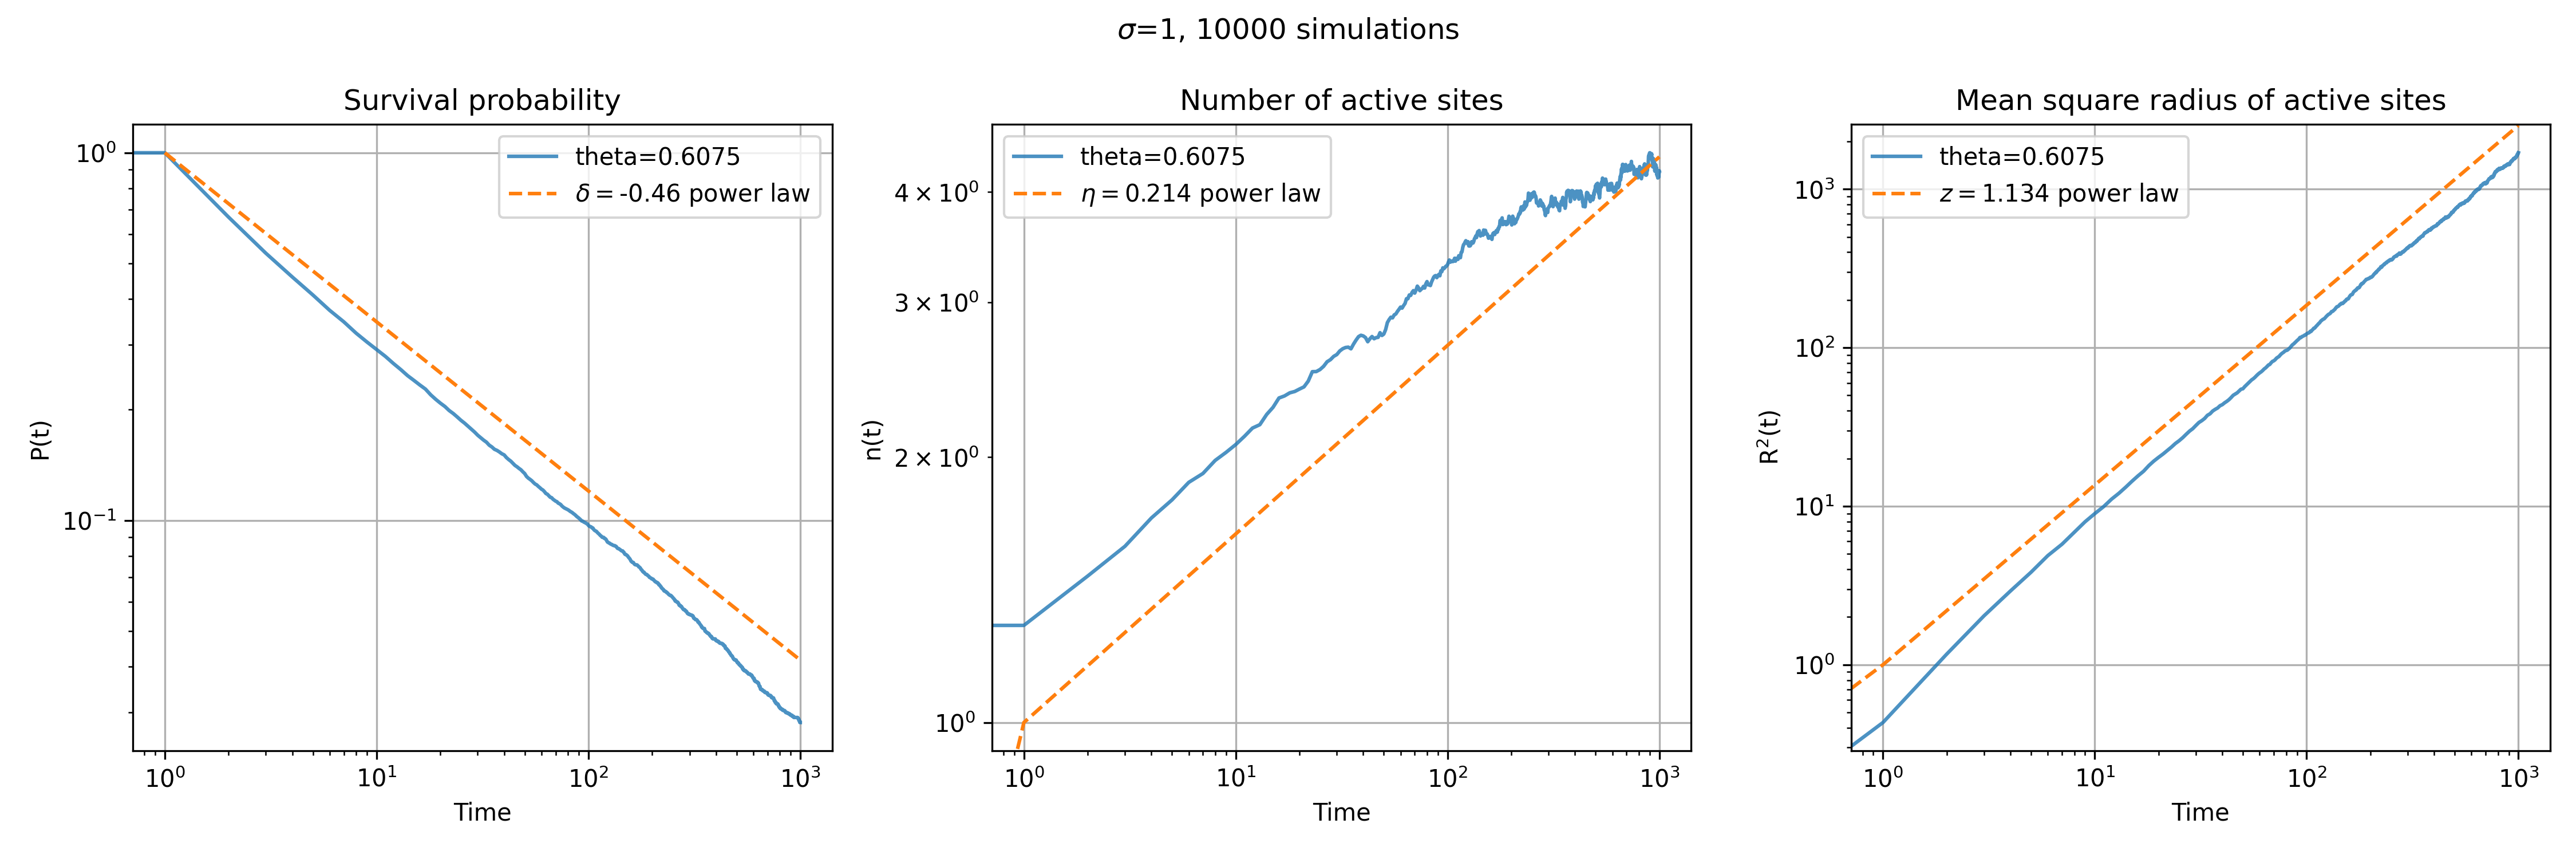 σ=1, 10000 simulations
Survival probability
theta=0.6075
δ = -0.46 power law
10⁰
10⁻¹
P(t)
10⁰ 10¹ 10² 10³
Time
Number of active sites
theta=0.6075
η = 0.214 power law
4 × 10⁰
3 × 10⁰
2 × 10⁰
10⁰
n(t)
10⁰ 10¹ 10² 10³
Time
Mean square radius of active sites
theta=0.6075
z = 1.134 power law
10³
10²
10¹
10⁰
R²(t)
10⁰ 10¹ 10² 10³
Time